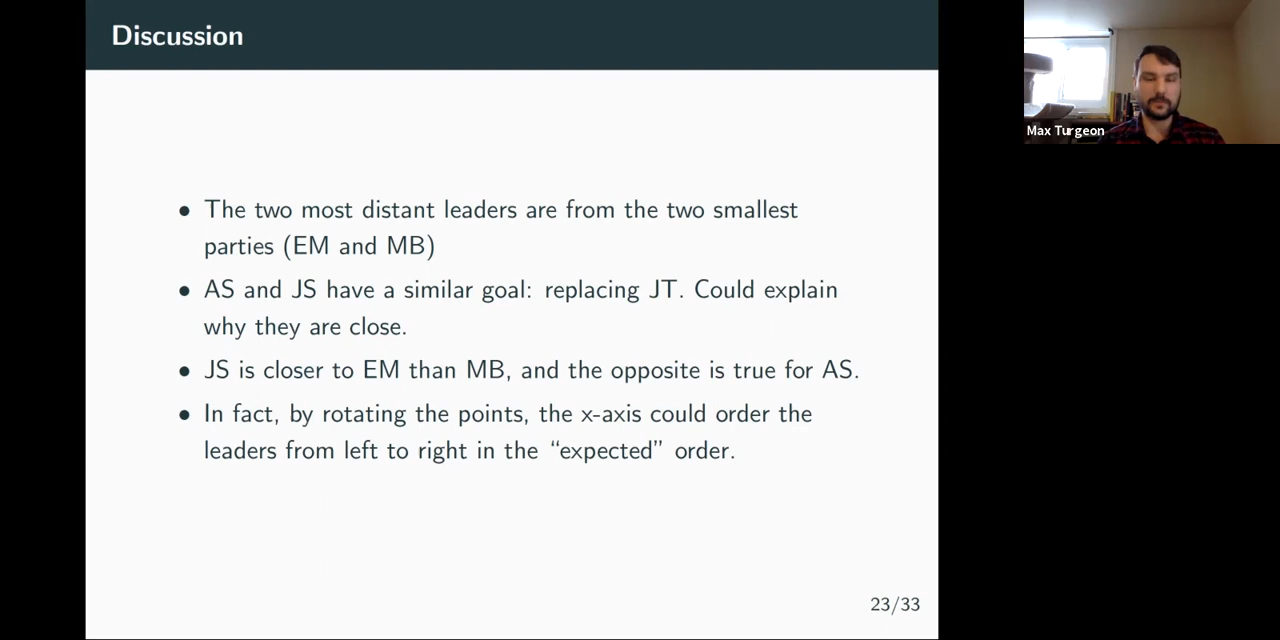 Discussion
Max Turgeon
• The two most distant leaders are from the two smallest
parties (EM and MB)
• AS and JS have a similar goal: replacing JT. Could explain
why they are close.
• JS is closer to EM than MB, and the opposite is true for AS.
• In fact, by rotating the points, the x-axis could order the
leaders from left to right in the “expected” order.
23/33